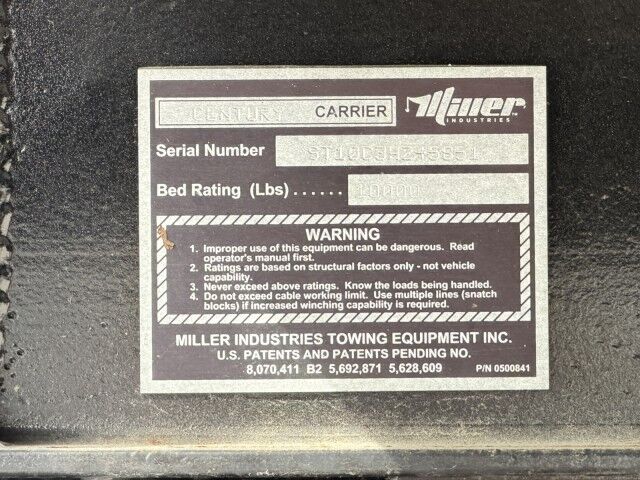 CENTURY CARRIER Miller INDUSTRIES
Serial Number
Bed Rating (Lbs)...... 10000
WARNING
1. Improper use of this equipment can be dangerous. Read
operator's manual first.
2. Ratings are based on structural factors only - not vehicle
capability.
3. Never exceed above ratings. Know the loads being handled.
4. Do not exceed cable working limit. Use multiple lines (snatch
blocks) if increased winching capability is required.
MILLER INDUSTRIES TOWING EQUIPMENT INC.
U.S. PATENTS AND PATENTS PENDING NO.
8,070,411 B2 5,692,871 5,628,609 P/N 0500841